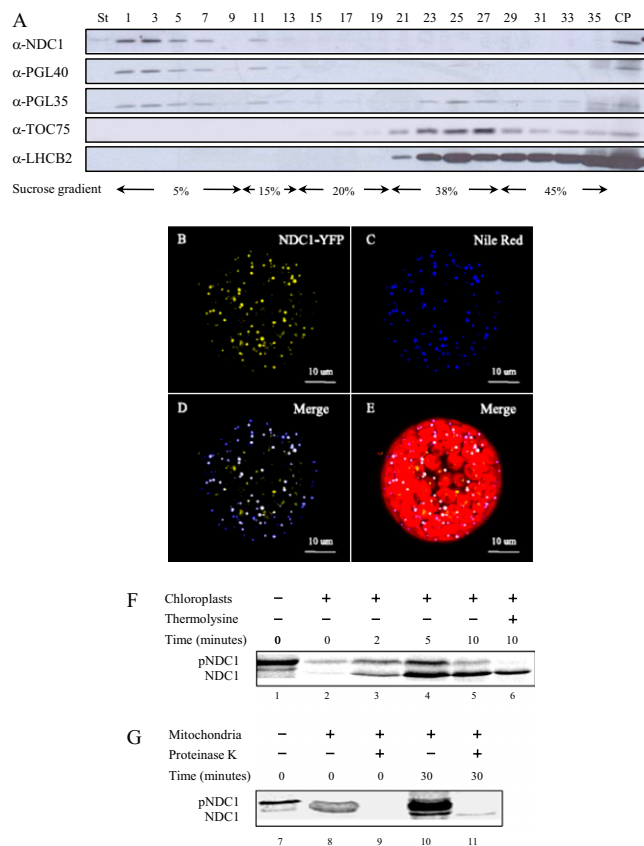 A
St 1 3 5 7 9 11 13 15 17 19 21 23 25 27 29 31 33 35 CP
α-NDC1
α-PGL40
α-PGL35
α-TOC75
α-LHCB2
Sucrose gradient 5% 15% 20% 38% 45%
B NDC1-YFP
10 um
C Nile Red
10 um
D Merge
10 um
E Merge
10 um
F
Chloroplasts – + + + + +
Thermolysine – – – – – +
Time (minutes) 0 0 2 5 10 10
pNDC1
NDC1
1 2 3 4 5 6
G
Mitochondria – + + + +
Proteinase K – – + – +
Time (minutes) 0 0 0 30 30
pNDC1
NDC1
7 8 9 10 11